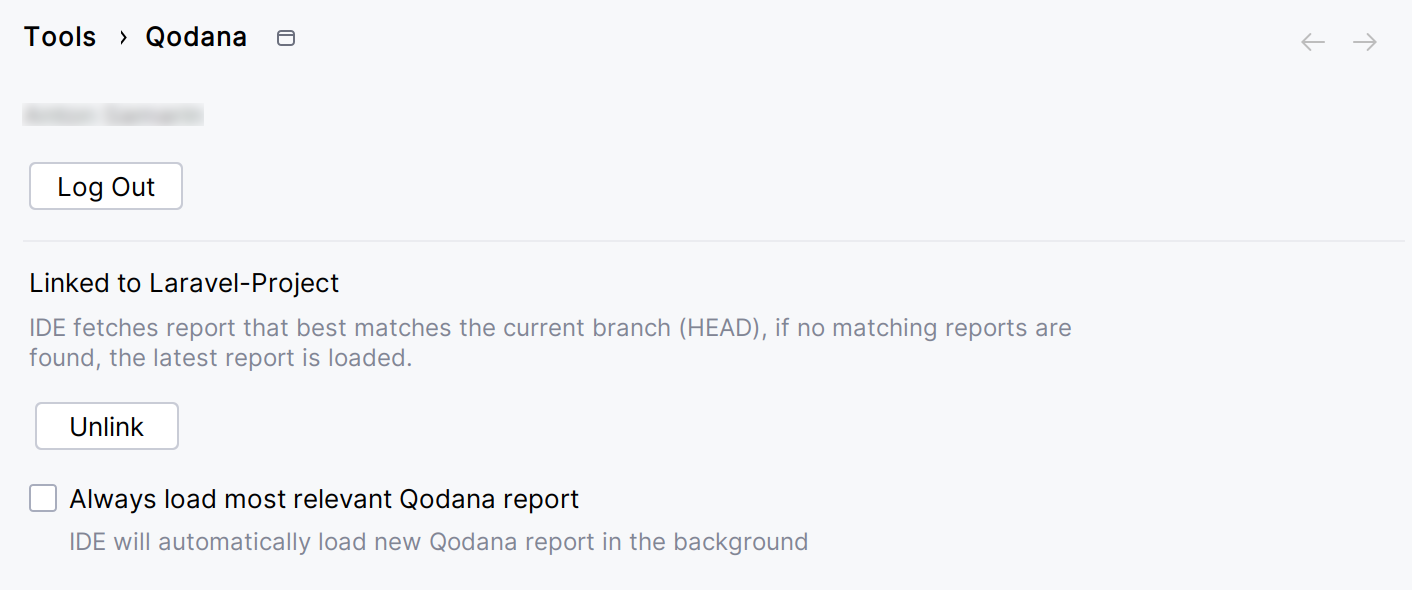 Tools › Qodana
Log Out
Linked to Laravel-Project
IDE fetches report that best matches the current branch (HEAD), if no matching reports are
found, the latest report is loaded.
Unlink
Always load most relevant Qodana report
IDE will automatically load new Qodana report in the background